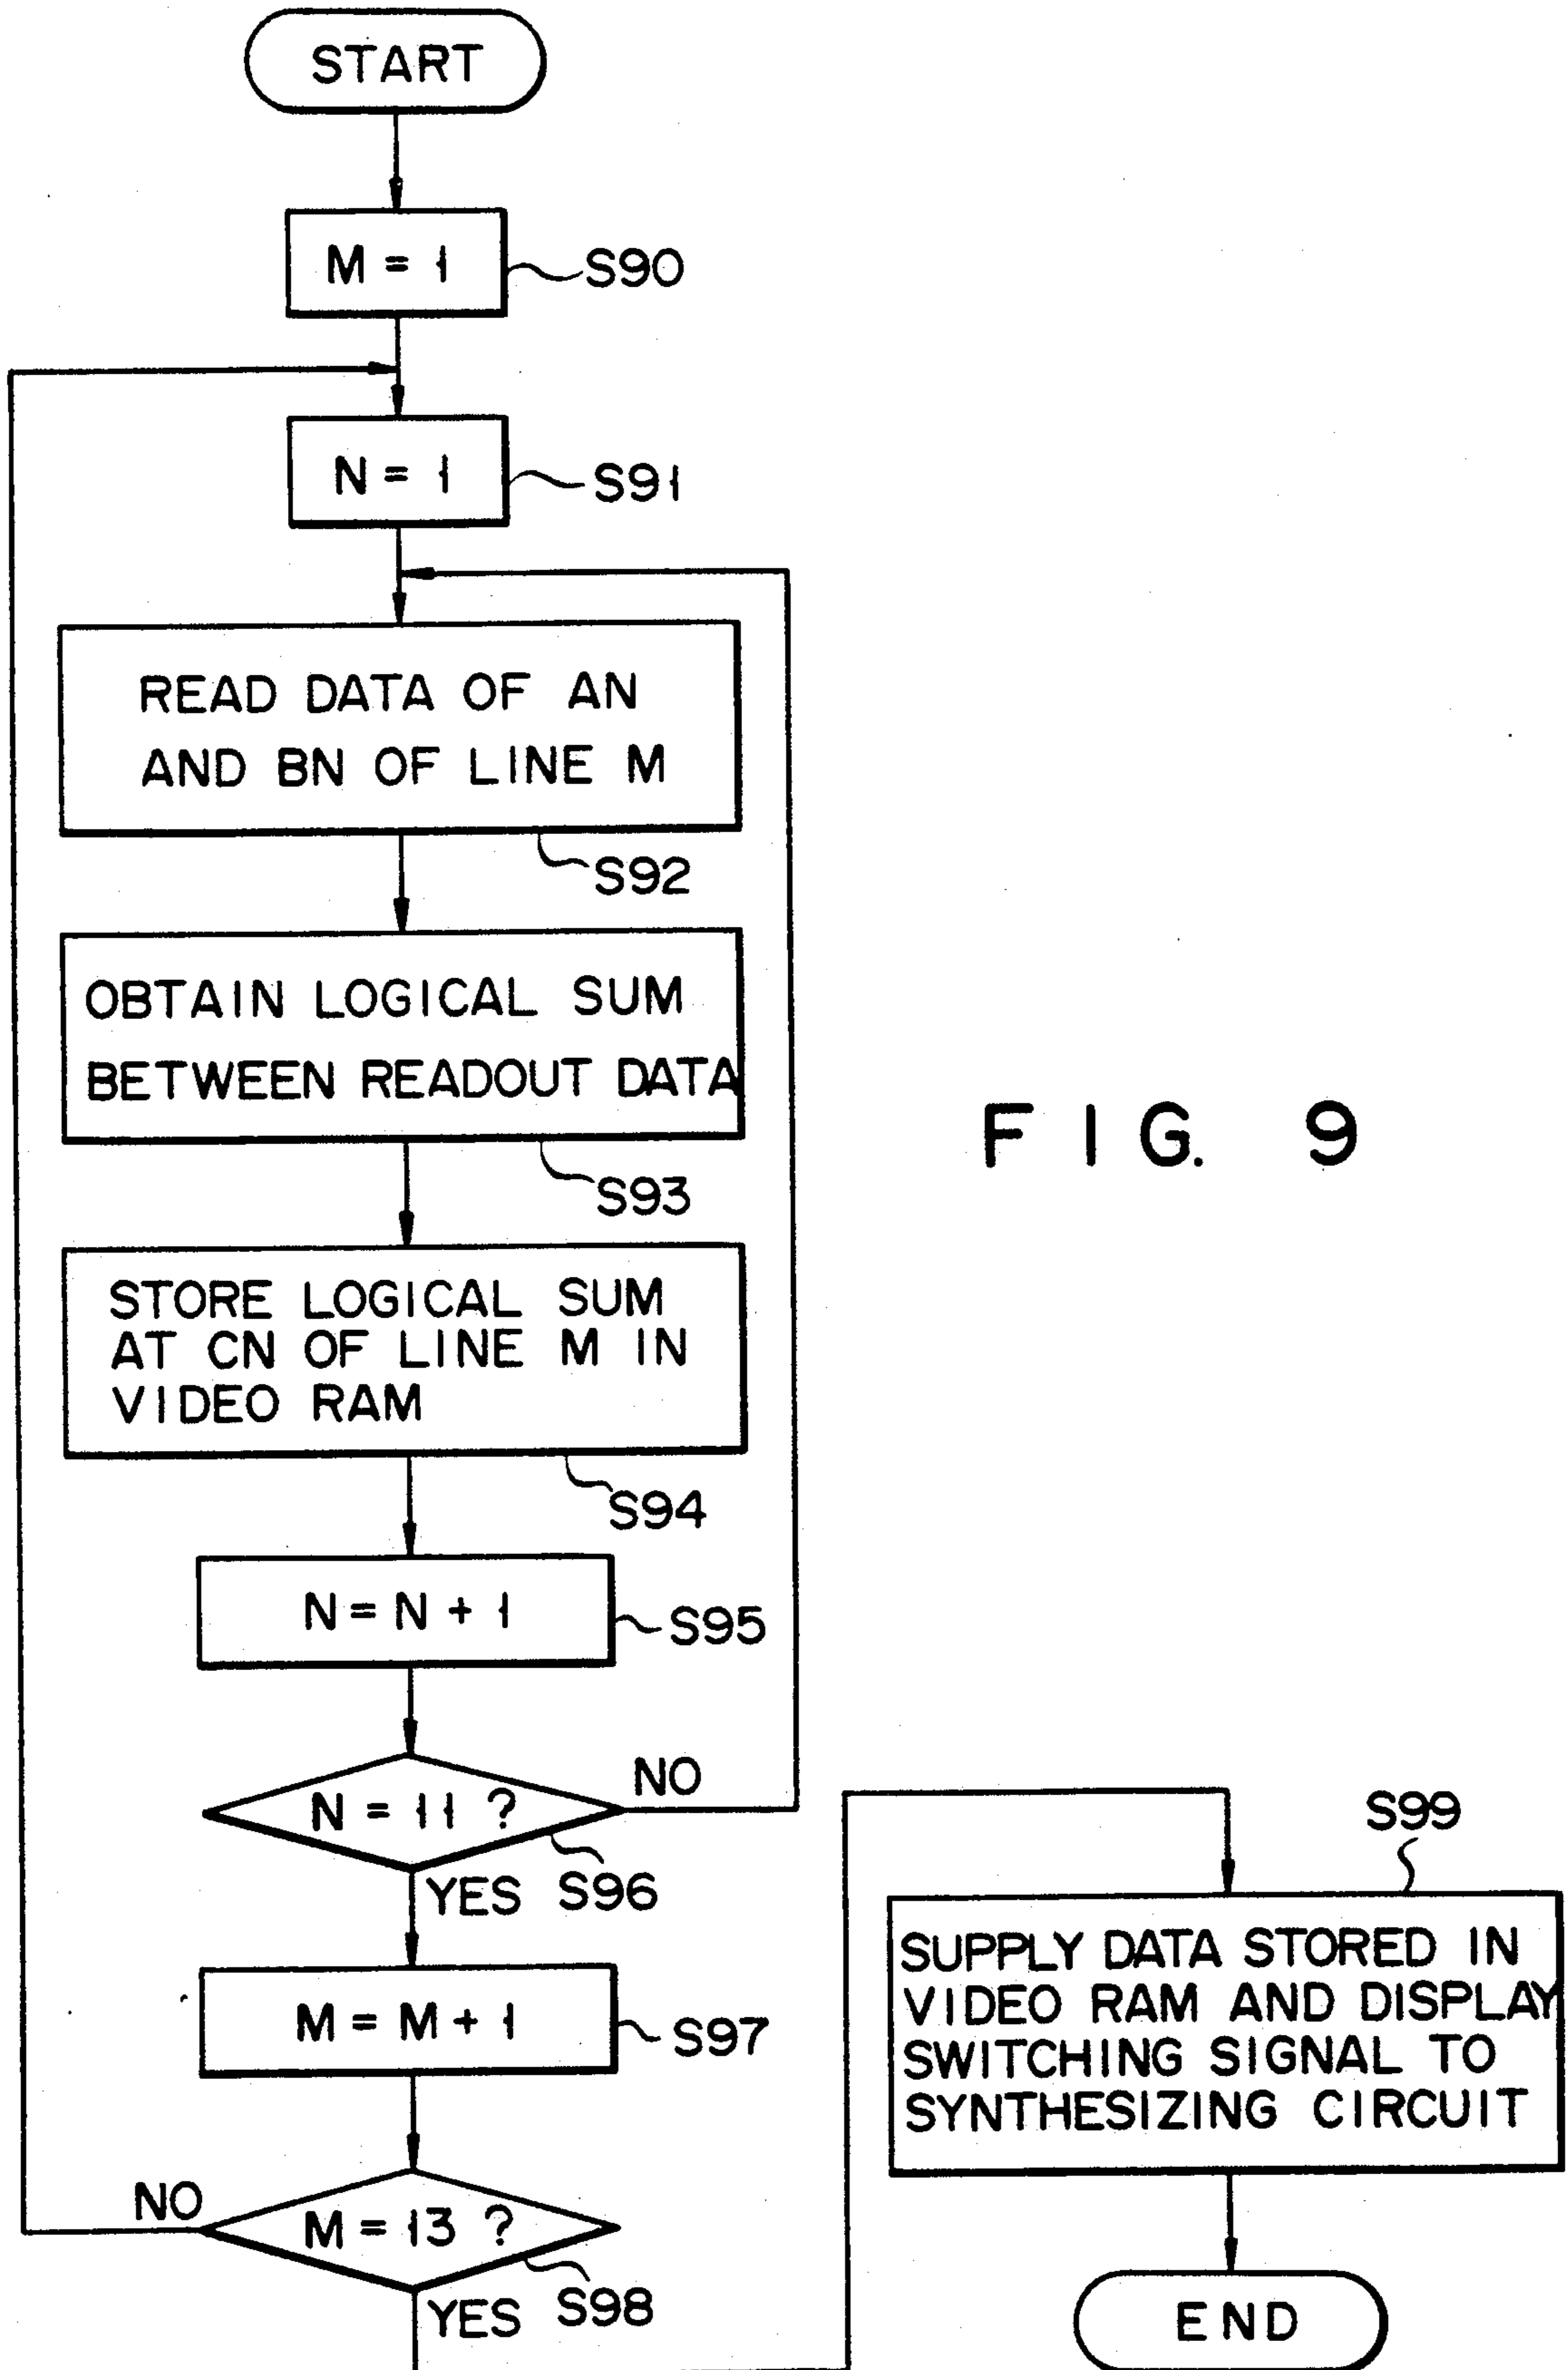 START
M = 1
S90
N = 1
S91
READ DATA OF AN
AND BN OF LINE M
S92
OBTAIN LOGICAL SUM
BETWEEN READOUT DATA
S93
STORE LOGICAL SUM
AT CN OF LINE M IN
VIDEO RAM
S94
N = N + 1
S95
N = 11 ?
NO
YES
S96
M = M + 1
S97
NO
M = 13 ?
YES
S98
S99
SUPPLY DATA STORED IN
VIDEO RAM AND DISPLAY
SWITCHING SIGNAL TO
SYNTHESIZING CIRCUIT
END
FIG. 9